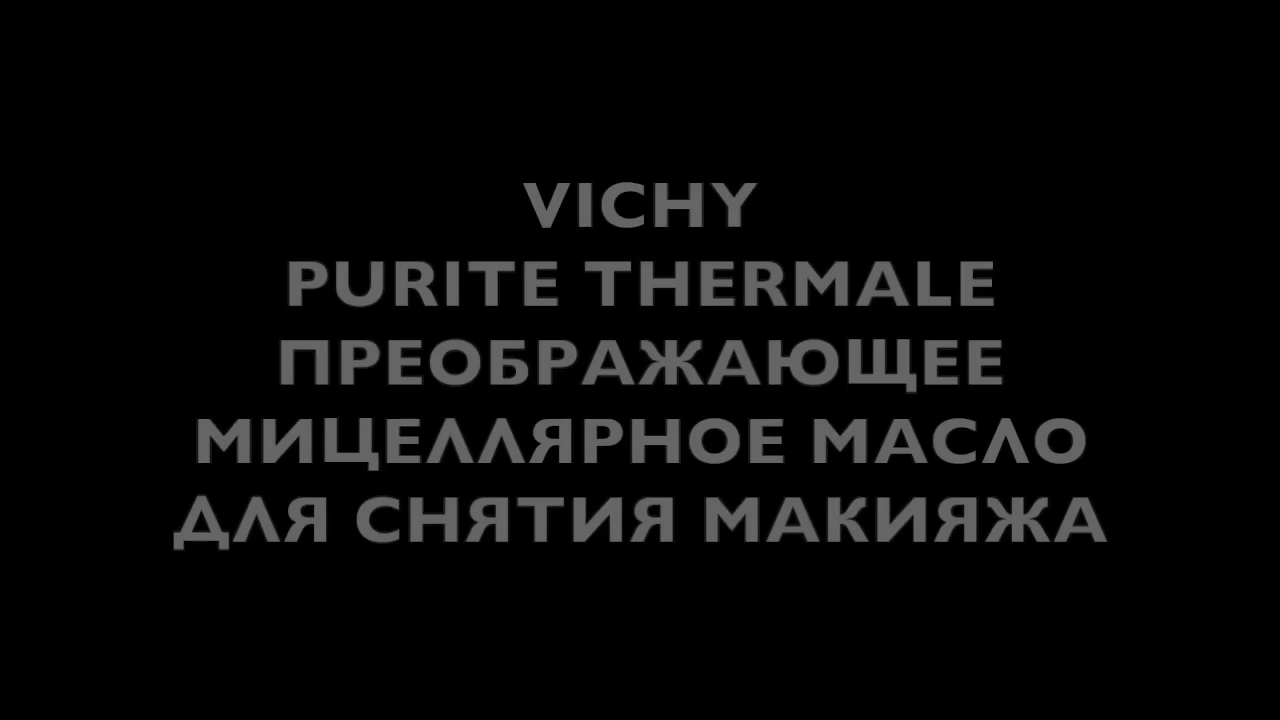 VICHY
PURITE THERMALE
ПРЕОБРАЖАЮЩЕЕ
МИЦЕЛЛЯРНОЕ МАСЛО
ДЛЯ СНЯТИЯ МАКИЯЖА